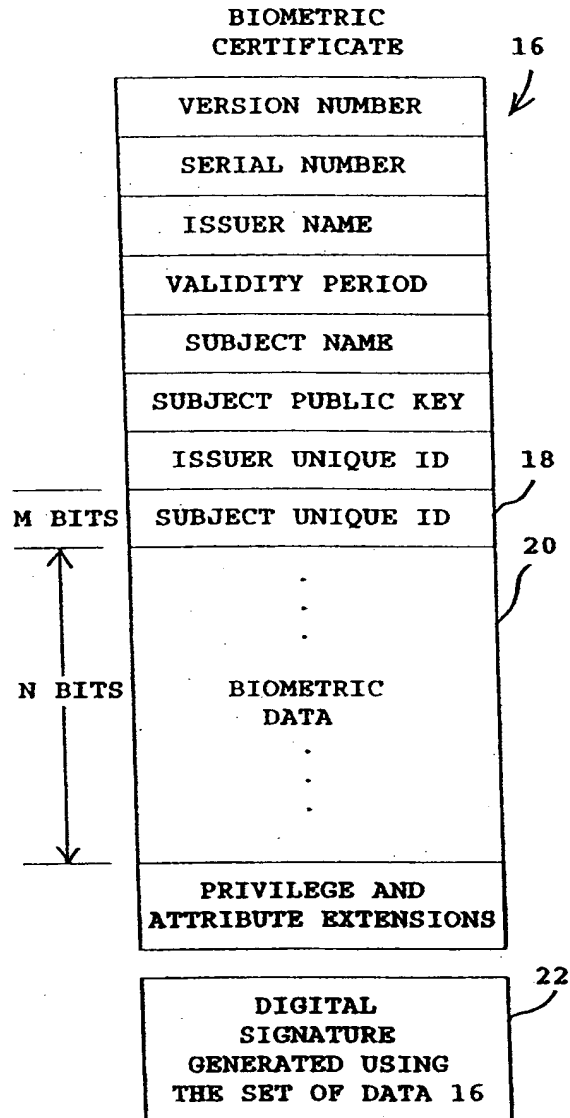 BIOMETRIC
CERTIFICATE 16
VERSION NUMBER
SERIAL NUMBER
ISSUER NAME
VALIDITY PERIOD
SUBJECT NAME
SUBJECT PUBLIC KEY
ISSUER UNIQUE ID 18
M BITS SUBJECT UNIQUE ID
20
N BITS BIOMETRIC
DATA
PRIVILEGE AND
ATTRIBUTE EXTENSIONS
22
DIGITAL
SIGNATURE
GENERATED USING
THE SET OF DATA 16